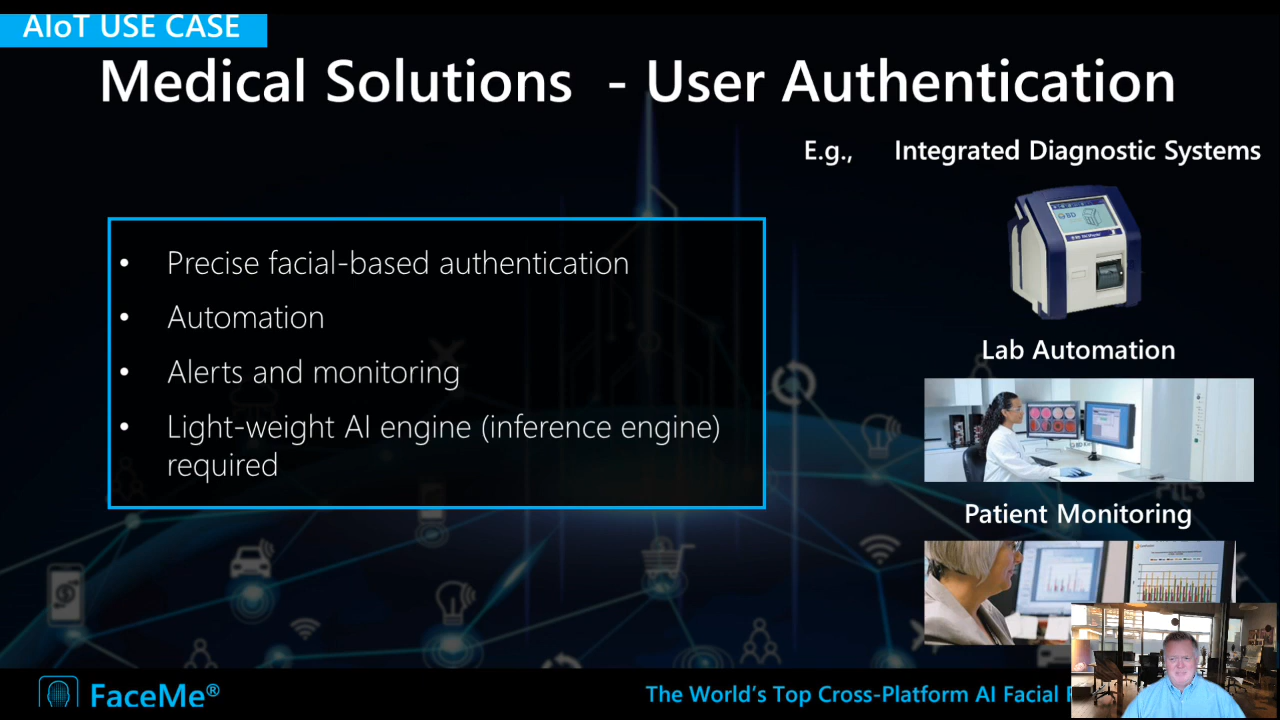 AIoT USE CASE
Medical Solutions - User Authentication
E.g., Integrated Diagnostic Systems
• Precise facial-based authentication
• Automation
• Alerts and monitoring
• Light-weight AI engine (inference engine)
required
BD
Lab Automation
Patient Monitoring
FaceMe®
The World's Top Cross-Platform AI Facial